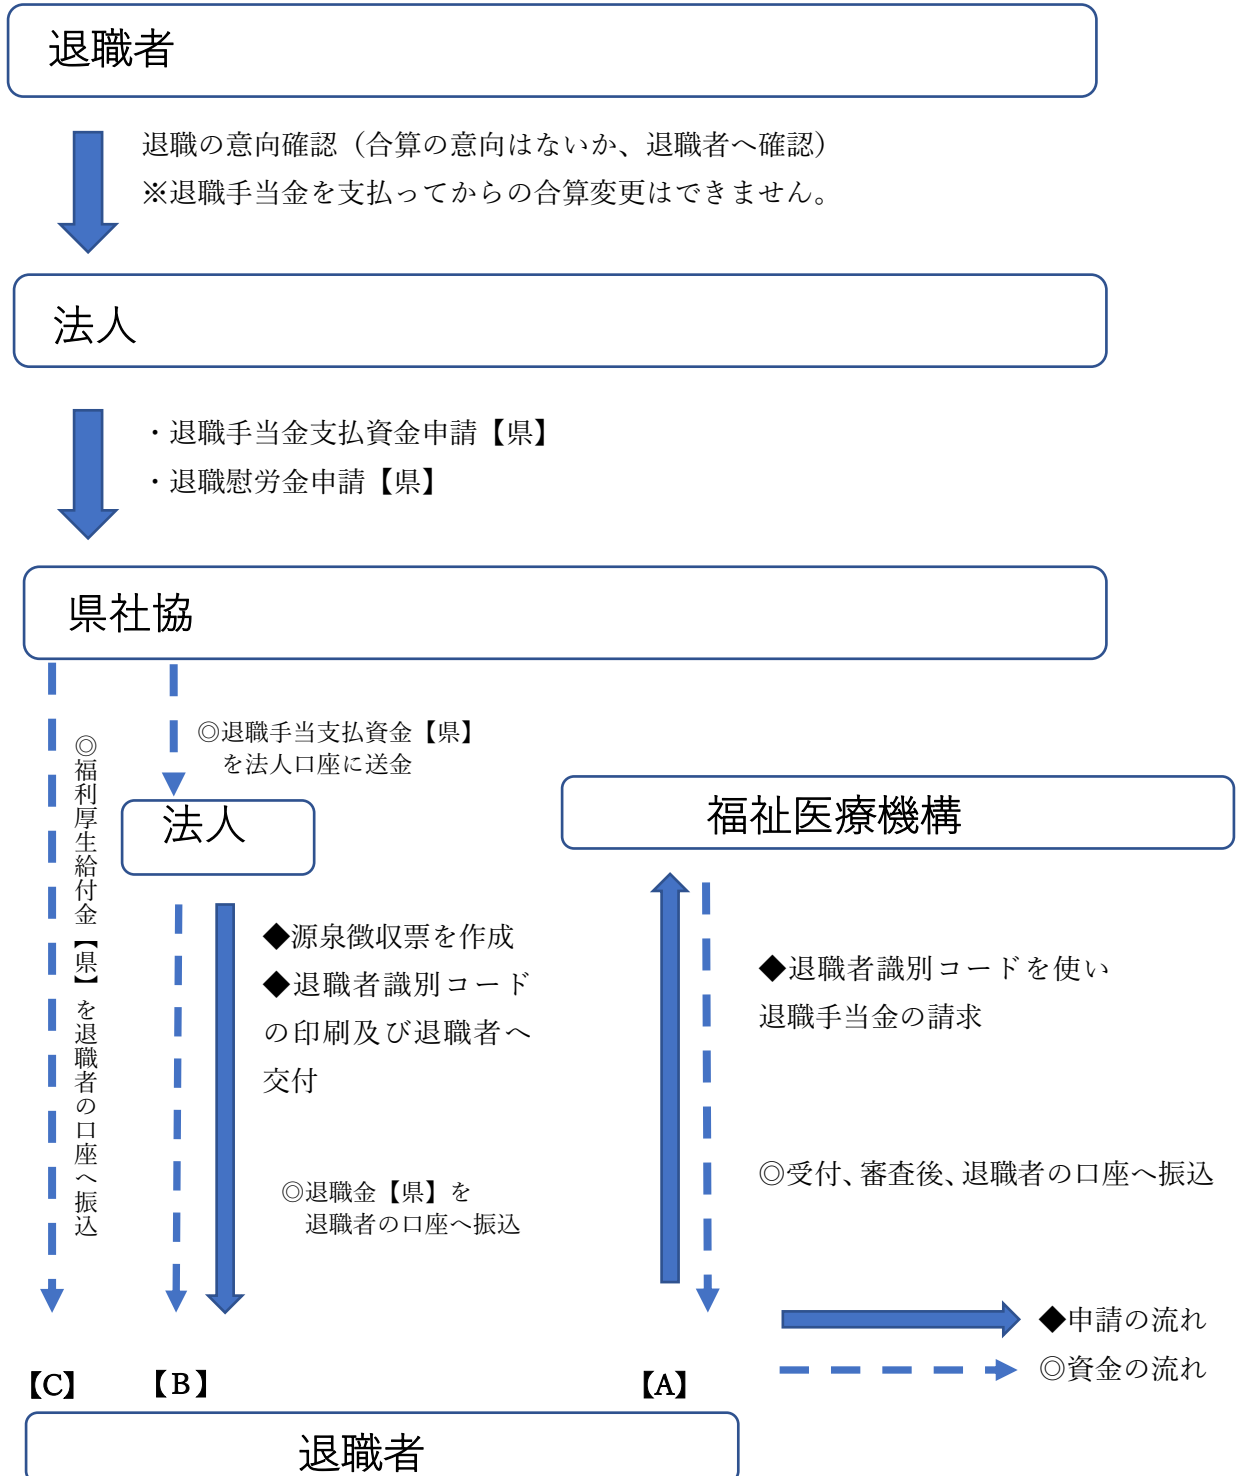 退職者
退職の意向確認（合算の意向はないか、退職者へ確認）
※退職手当金を支払ってからの合算変更はできません。
法人
・退職手当金支払資金申請【県】
・退職慰労金申請【県】
県社協
◎福利厚生給付金【県】を退職者の口座へ振込
◎退職手当支払資金【県】
を法人口座に送金
法人
◆源泉徴収票を作成
◆退職者識別コード
の印刷及び退職者へ
交付
◎退職金【県】を
退職者の口座へ振込
福祉医療機構
◆退職者識別コードを使い
退職手当金の請求
◎受付、審査後、退職者の口座へ振込
◆申請の流れ
◎資金の流れ
【C】 【B】 【A】
退職者